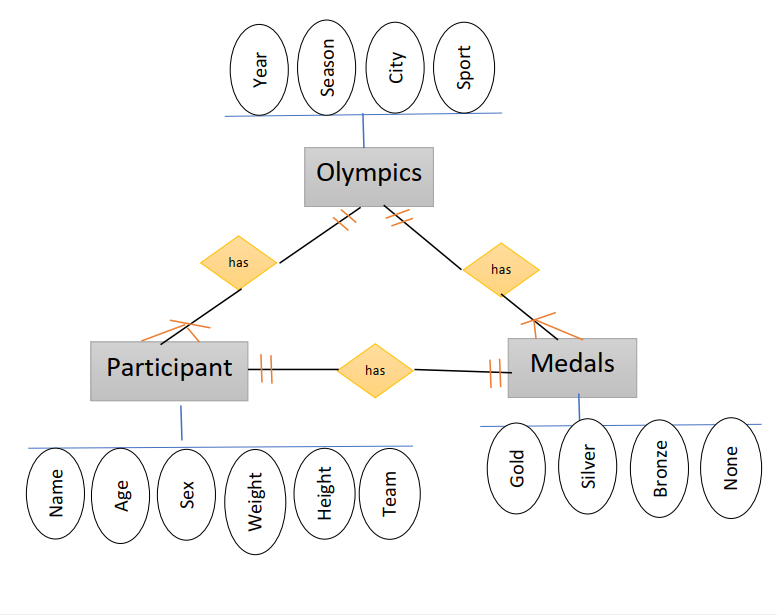 Year
Season
City
Sport
Olympics
has
has
Participant
has
Medals
Name
Age
Sex
Weight
Height
Team
Gold
Silver
Bronze
None